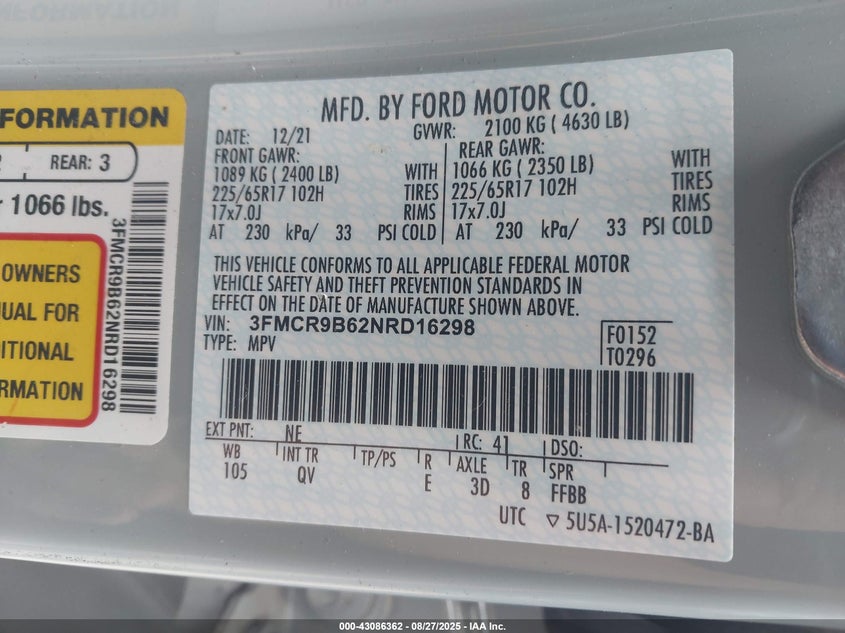 FORMATION
REAR: 3
1066 lbs.
OWNERS
UAL FOR
ITIONAL
RMATION
3FMCR9B62NRD16298
MFD. BY FORD MOTOR CO.
DATE: 12/21 GVWR: 2100 KG ( 4630 LB)
FRONT GAWR: REAR GAWR:
1089 KG ( 2400 LB) WITH 1066 KG ( 2350 LB) WITH
225/65R17 102H TIRES 225/65R17 102H TIRES
17x7.0J RIMS 17x7.0J RIMS
AT 230 kPa/ 33 PSI COLD AT 230 kPa/ 33 PSI COLD
THIS VEHICLE CONFORMS TO ALL APPLICABLE FEDERAL MOTOR
VEHICLE SAFETY AND THEFT PREVENTION STANDARDS IN
EFFECT ON THE DATE OF MANUFACTURE SHOWN ABOVE.
VIN: 3FMCR9B62NRD16298
TYPE: MPV
F0152
T0296
EXT PNT: NE RC: 41 DSO:
WB INT TR TP/PS R AXLE TR SPR
105 QV E 3D 8 FFBB
UTC ▽ 5U5A-1520472-BA
000-43086362 - 08/27/2025 - IAA Inc.